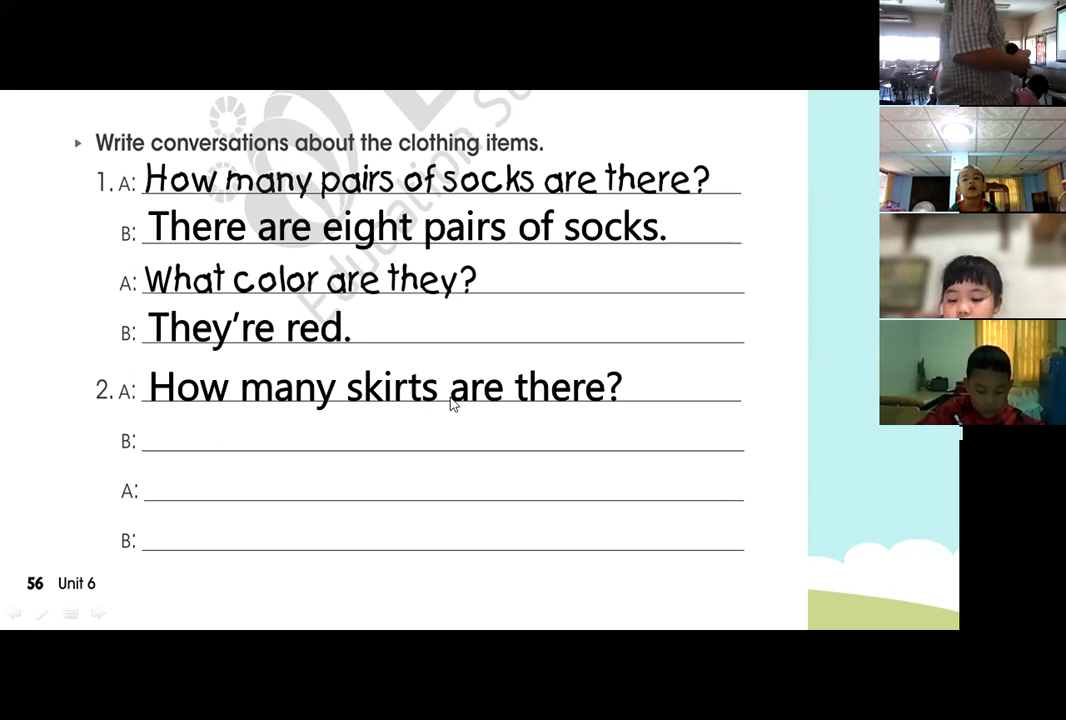 Write conversations about the clothing items.
1. A: How many pairs of socks are there?
B: There are eight pairs of socks.
A: What color are they?
B: They're red.
2. A: How many skirts are there?
B:
A:
B:
56 Unit 6
Education